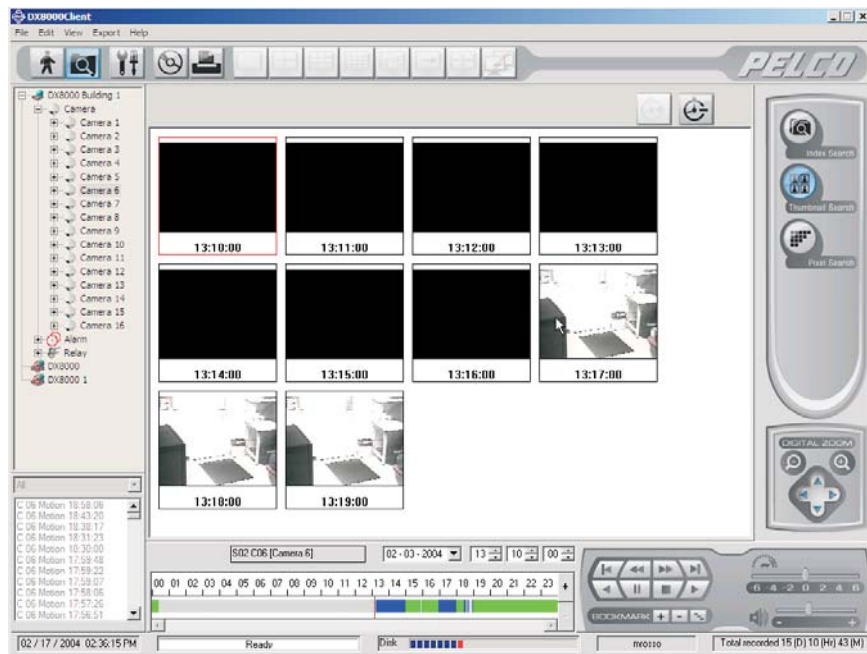 DX8000Client
File Edit View Export Help
PELCO
DX8000 Building 1
Camera
Camera 1
Camera 2
Camera 3
Camera 4
Camera 5
Camera 6
Camera 7
Camera 8
Camera 9
Camera 10
Camera 11
Camera 12
Camera 13
Camera 14
Camera 15
Camera 16
Alarm
Relay
DX8000
DX8000 1
13:10:00 13:11:00 13:12:00 13:13:00
13:14:00 13:15:00 13:16:00 13:17:00
13:18:00 13:19:00
Index Search
Thumbnail Search
Pixel Search
DIGITAL ZOOM
All
C 06 Motion 18:58:06
C 06 Motion 18:43:20
C 06 Motion 18:38:17
C 06 Motion 18:31:23
C 06 Motion 18:30:00
C 06 Motion 17:59:48
C 06 Motion 17:59:22
C 06 Motion 17:59:07
C 06 Motion 17:58:06
C 06 Motion 17:57:26
C 06 Motion 17:56:51
S02 C06 [Camera 6] 02 - 03 - 2004 13 10 00
00 01 02 03 04 05 06 07 08 09 10 11 12 13 14 15 16 17 18 19 20 21 22 23 +
-6 -4 -2 0 2 4 6
BOOKMARK + -
02 / 17 / 2004 02:36:15 PM Ready Disk mrosso Total recorded 15 (D) 10 (Hr) 43 (M)